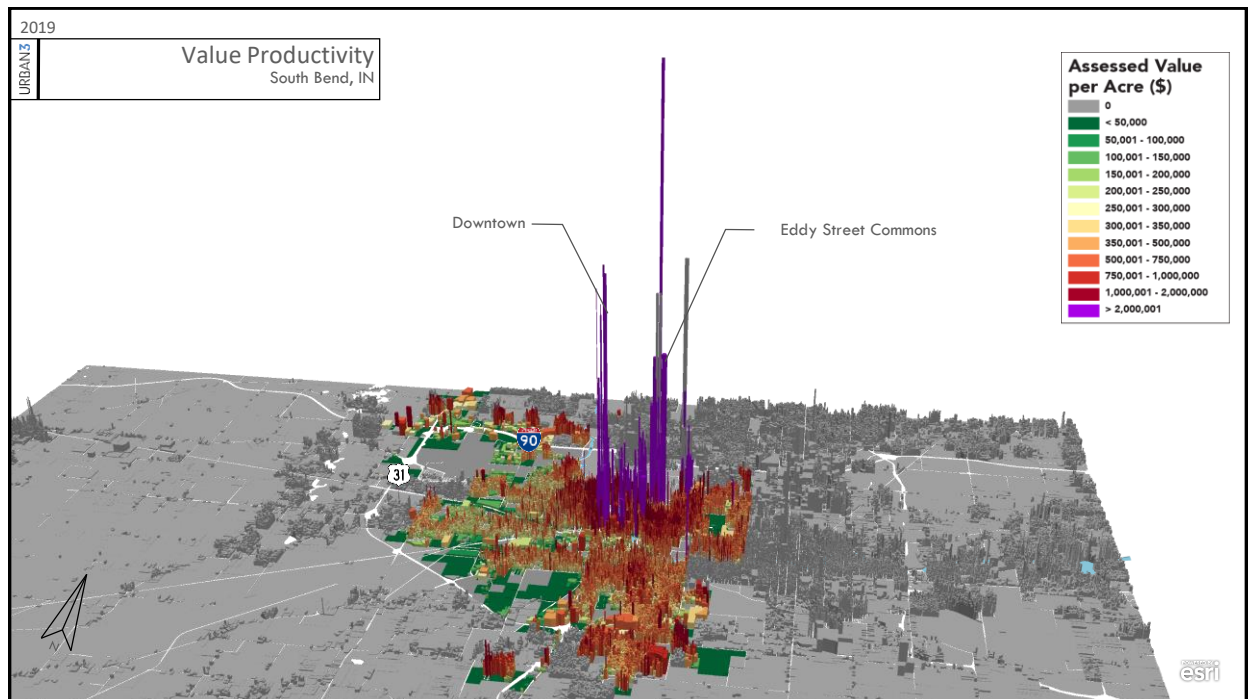 2019
URBAN3
Value Productivity
South Bend, IN
Assessed Value
per Acre ($)
0
< 50,000
50,001 - 100,000
100,001 - 150,000
150,001 - 200,000
200,001 - 250,000
250,001 - 300,000
300,001 - 350,000
350,001 - 500,000
500,001 - 750,000
750,001 - 1,000,000
1,000,001 - 2,000,000
> 2,000,001
Downtown
Eddy Street Commons
90
31
N
esri